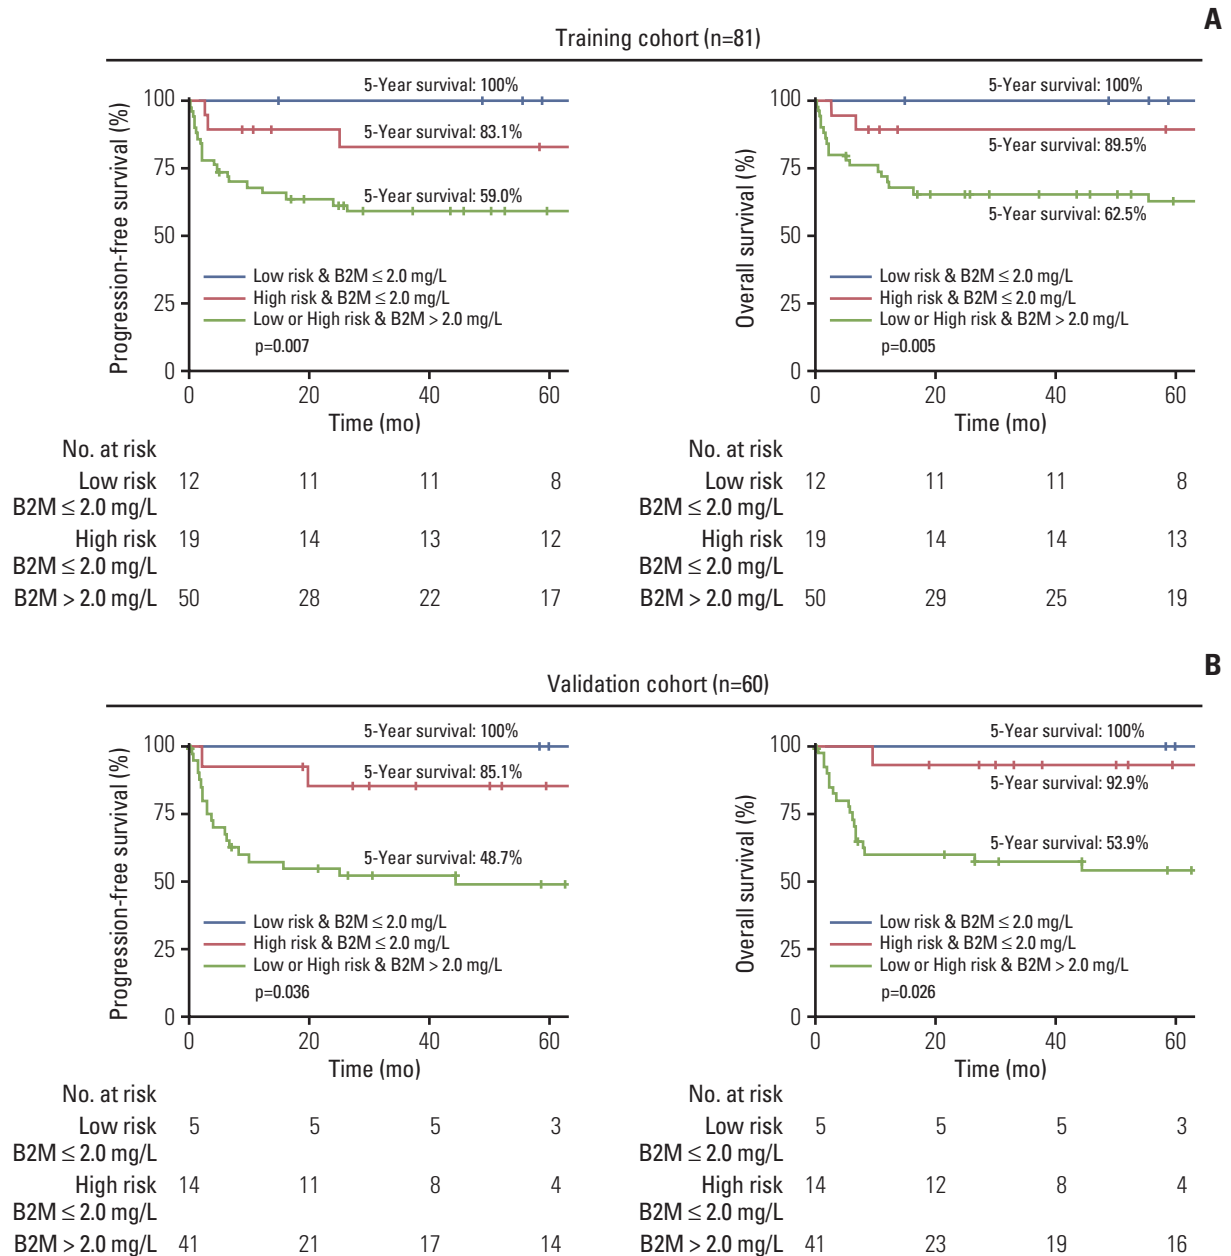 A
Training cohort (n=81)
Progression-free survival (%)
100
75
50
25
0
5-Year survival: 100%
5-Year survival: 83.1%
5-Year survival: 59.0%
Low risk & B2M ≤ 2.0 mg/L
High risk & B2M ≤ 2.0 mg/L
Low or High risk & B2M > 2.0 mg/L
p=0.007
0 20 40 60
Time (mo)
No. at risk
Low risk 12 11 11 8
B2M ≤ 2.0 mg/L
High risk 19 14 13 12
B2M ≤ 2.0 mg/L
B2M > 2.0 mg/L 50 28 22 17
Overall survival (%)
100
75
50
25
0
5-Year survival: 100%
5-Year survival: 89.5%
5-Year survival: 62.5%
Low risk & B2M ≤ 2.0 mg/L
High risk & B2M ≤ 2.0 mg/L
Low or High risk & B2M > 2.0 mg/L
p=0.005
0 20 40 60
Time (mo)
No. at risk
Low risk 12 11 11 8
B2M ≤ 2.0 mg/L
High risk 19 14 14 13
B2M ≤ 2.0 mg/L
B2M > 2.0 mg/L 50 29 25 19
B
Validation cohort (n=60)
Progression-free survival (%)
100
75
50
25
0
5-Year survival: 100%
5-Year survival: 85.1%
5-Year survival: 48.7%
Low risk & B2M ≤ 2.0 mg/L
High risk & B2M ≤ 2.0 mg/L
Low or High risk & B2M > 2.0 mg/L
p=0.036
0 20 40 60
Time (mo)
No. at risk
Low risk 5 5 5 3
B2M ≤ 2.0 mg/L
High risk 14 11 8 4
B2M ≤ 2.0 mg/L
B2M > 2.0 mg/L 41 21 17 14
Overall survival (%)
100
75
50
25
0
5-Year survival: 100%
5-Year survival: 92.9%
5-Year survival: 53.9%
Low risk & B2M ≤ 2.0 mg/L
High risk & B2M ≤ 2.0 mg/L
Low or High risk & B2M > 2.0 mg/L
p=0.026
0 20 40 60
Time (mo)
No. at risk
Low risk 5 5 5 3
B2M ≤ 2.0 mg/L
High risk 14 12 8 4
B2M ≤ 2.0 mg/L
B2M > 2.0 mg/L 41 23 19 16